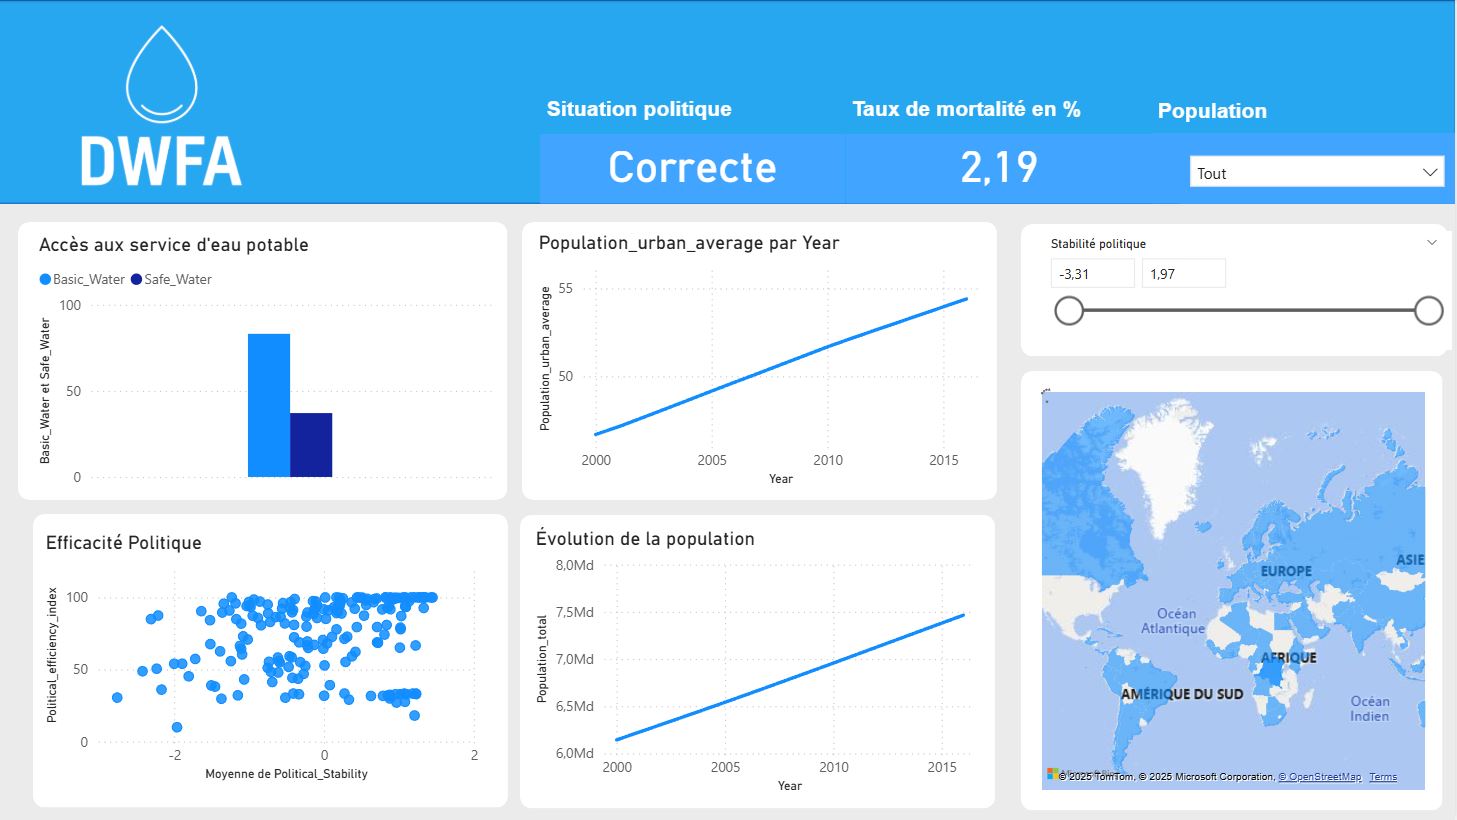 DWFA
Situation politique
Taux de mortalité en %
Population
Correcte
2,19
Tout
Accès aux service d'eau potable
Basic_Water
Safe_Water
Basic_Water et Safe_Water
100
50
0
Population_urban_average par Year
Population_urban_average
55
50
2000
2005
2010
2015
Year
Stabilité politique
-3,31
1,97
Efficacité Politique
Political_efficiency_index
100
50
0
-2
0
2
Moyenne de Political_Stability
Évolution de la population
Population_total
8,0Md
7,5Md
7,0Md
6,5Md
6,0Md
2000
2005
2010
2015
Year
EUROPE
ASIE
Océan
Atlantique
AFRIQUE
AMÉRIQUE DU SUD
Océan
Indien
© 2025 TomTom, © 2025 Microsoft Corporation, © OpenStreetMap Terms